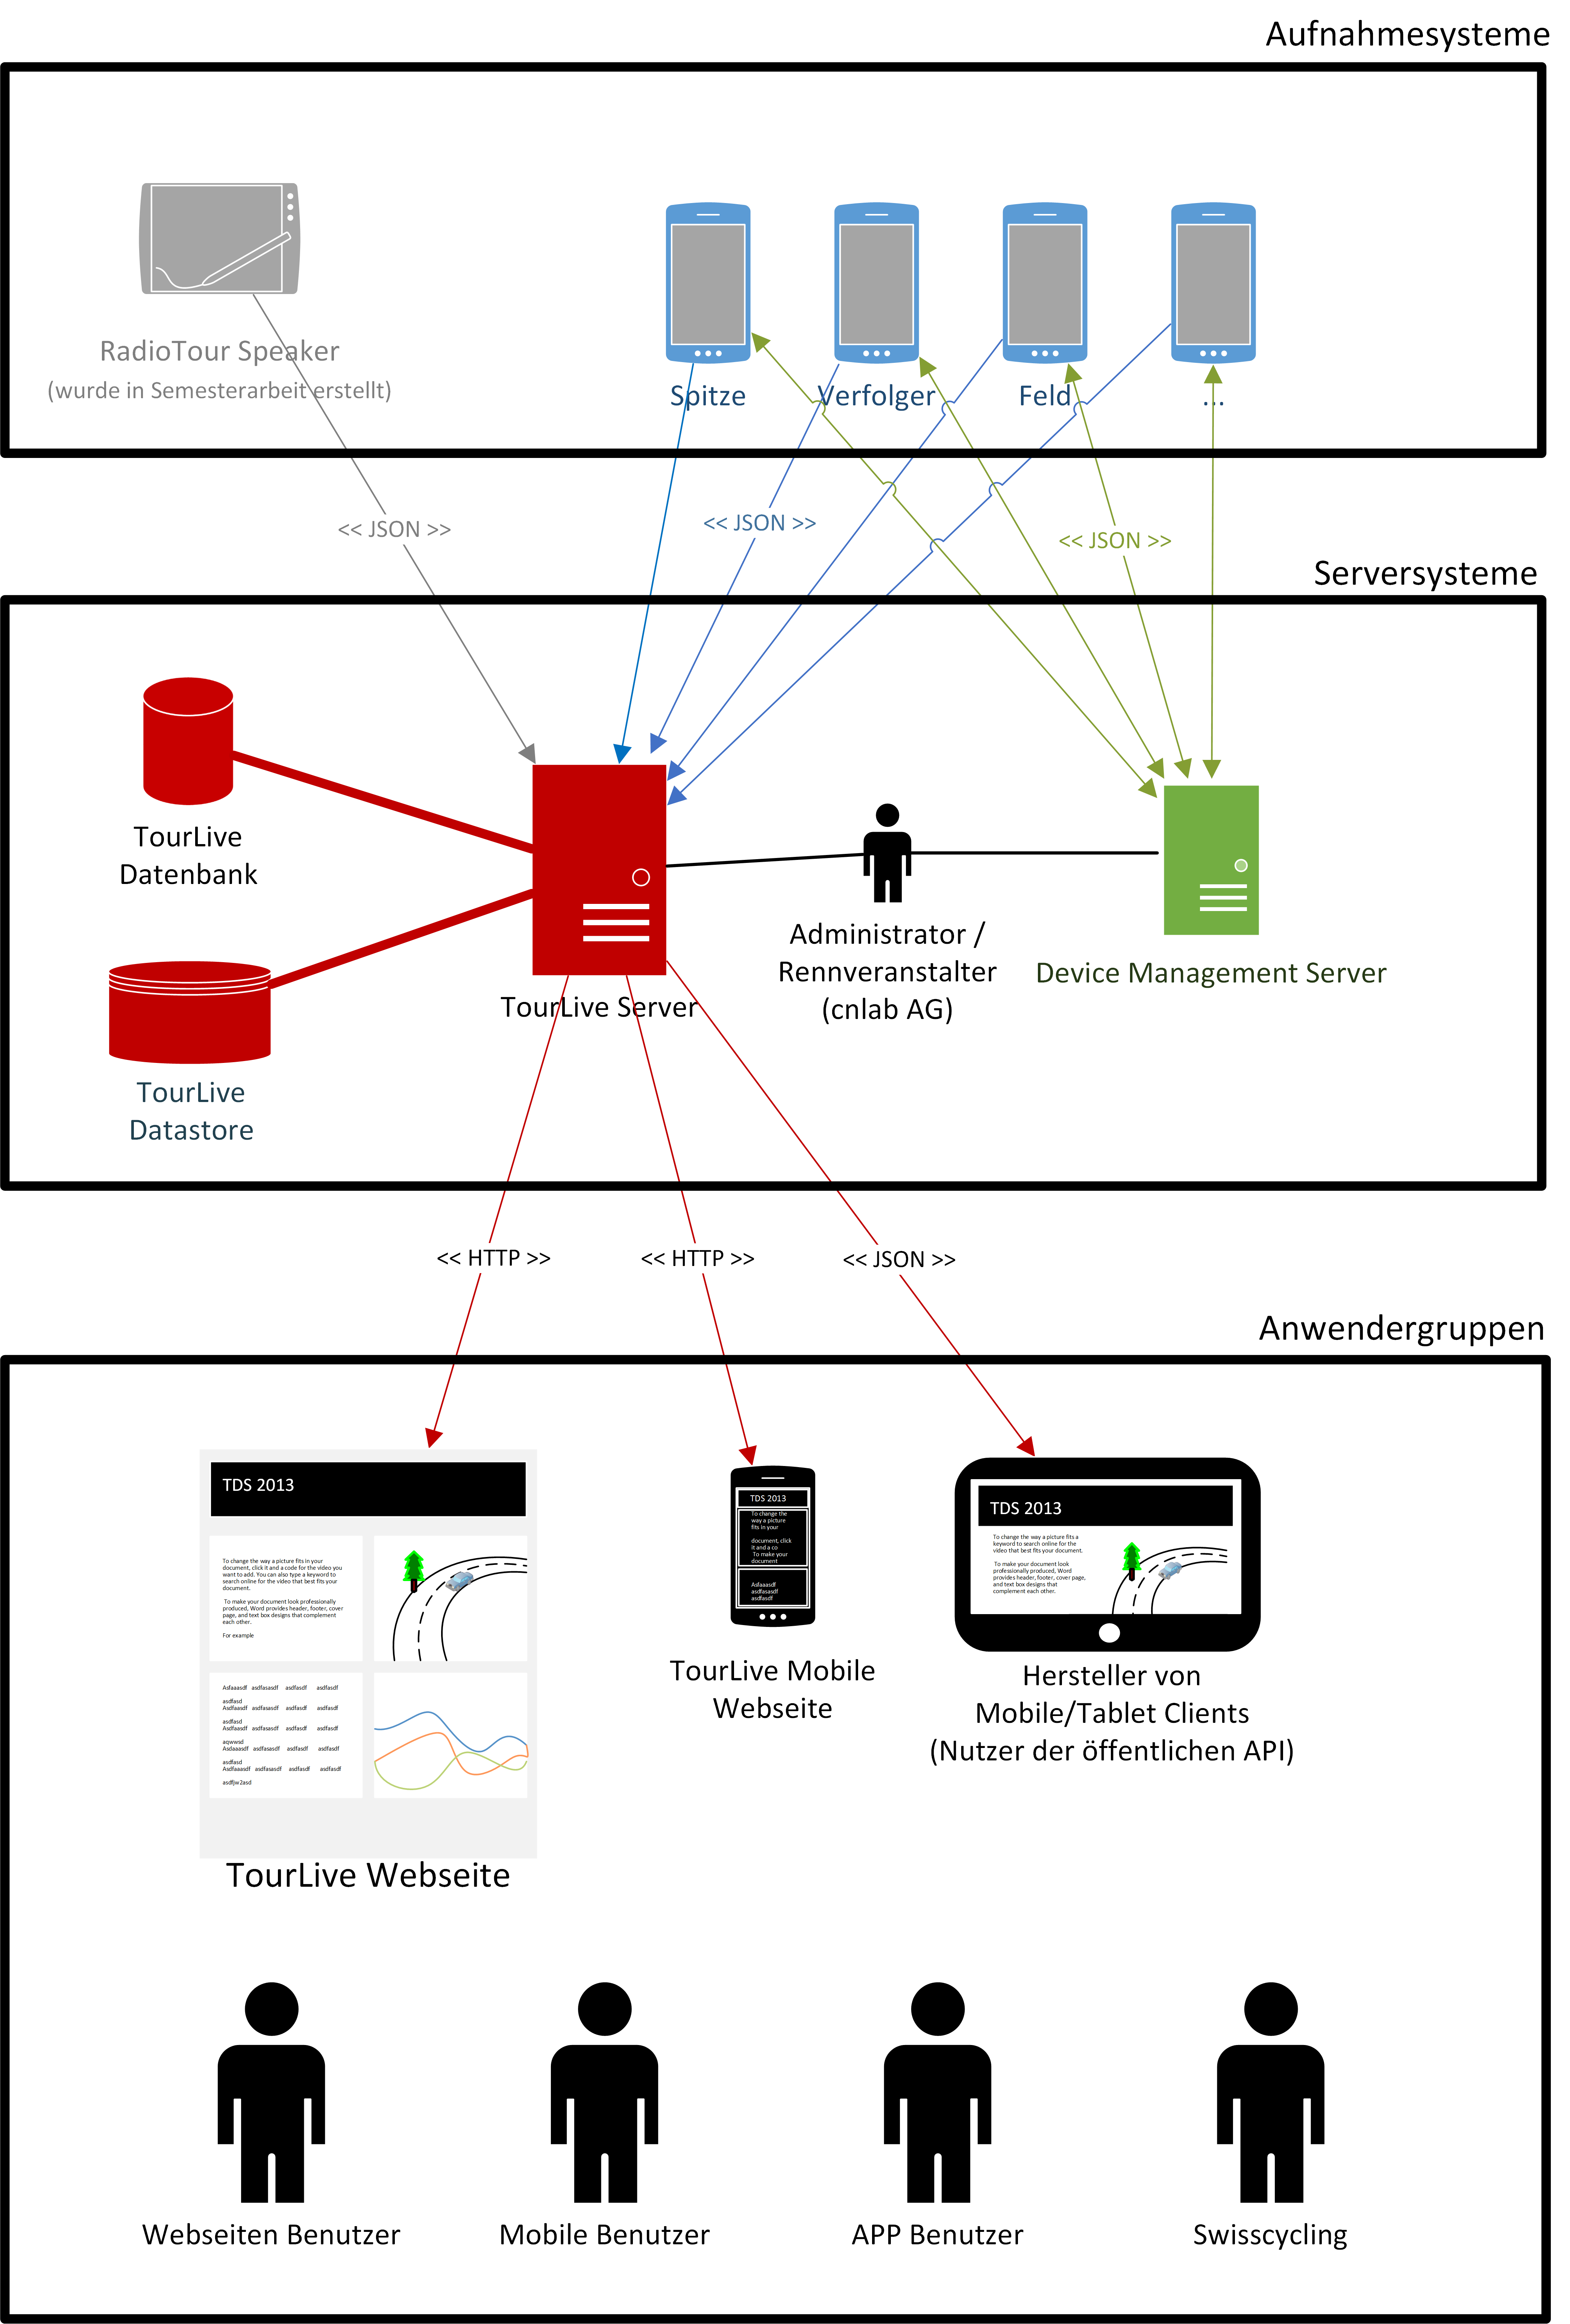 Aufnahmesysteme
RadioTour Speaker
(wurde in Semesterarbeit erstellt)
Spitze
Verfolger
Feld
...
<< JSON >>
<< JSON >>
<< JSON >>
Serversysteme
TourLive
Datenbank
TourLive
Datastore
TourLive Server
Administrator /
Rennveranstalter
(cnlab AG)
Device Management Server
<< HTTP >>
<< HTTP >>
<< JSON >>
Anwendergruppen
TDS 2013
To change the way a picture fits in your
document, click it and a code for the video you
want to add. You can also type a keyword to
search online for the video that best fits your
document.
To make your document look professionally
produced, Word provides header, footer, cover
page, and text box designs that complement
each other.
For example
Asfaaasdf asdfasasdf asdfasdf asdfasdf
asdfasd
Asdfaasdf asdfasasdf asdfasdf asdfasdf
asdfasd
Asdfaasdf asdfasasdf asdfasdf asdfasdf
aqwwsd
Asdaaasdf asdfasasdf asdfasdf asdfasdf
asdfasd
Asdfaaasdf asdfasasdf asdfasdf asdfasdf
asdfjw2asd
TourLive Webseite
TDS 2013
To change the
way a picture
fits in your
document, click
it and a co
To make your
document
Asfaaasdf
asdfasasdf
asdfasdf
TourLive Mobile
Webseite
TDS 2013
To change the way a picture fits a
keyword to search online for the
video that best fits your document.
To make your document look
professionally produced, Word
provides header, footer, cover page,
and text box designs that
complement each other.
Hersteller von
Mobile/Tablet Clients
(Nutzer der öffentlichen API)
Webseiten Benutzer
Mobile Benutzer
APP Benutzer
Swisscycling